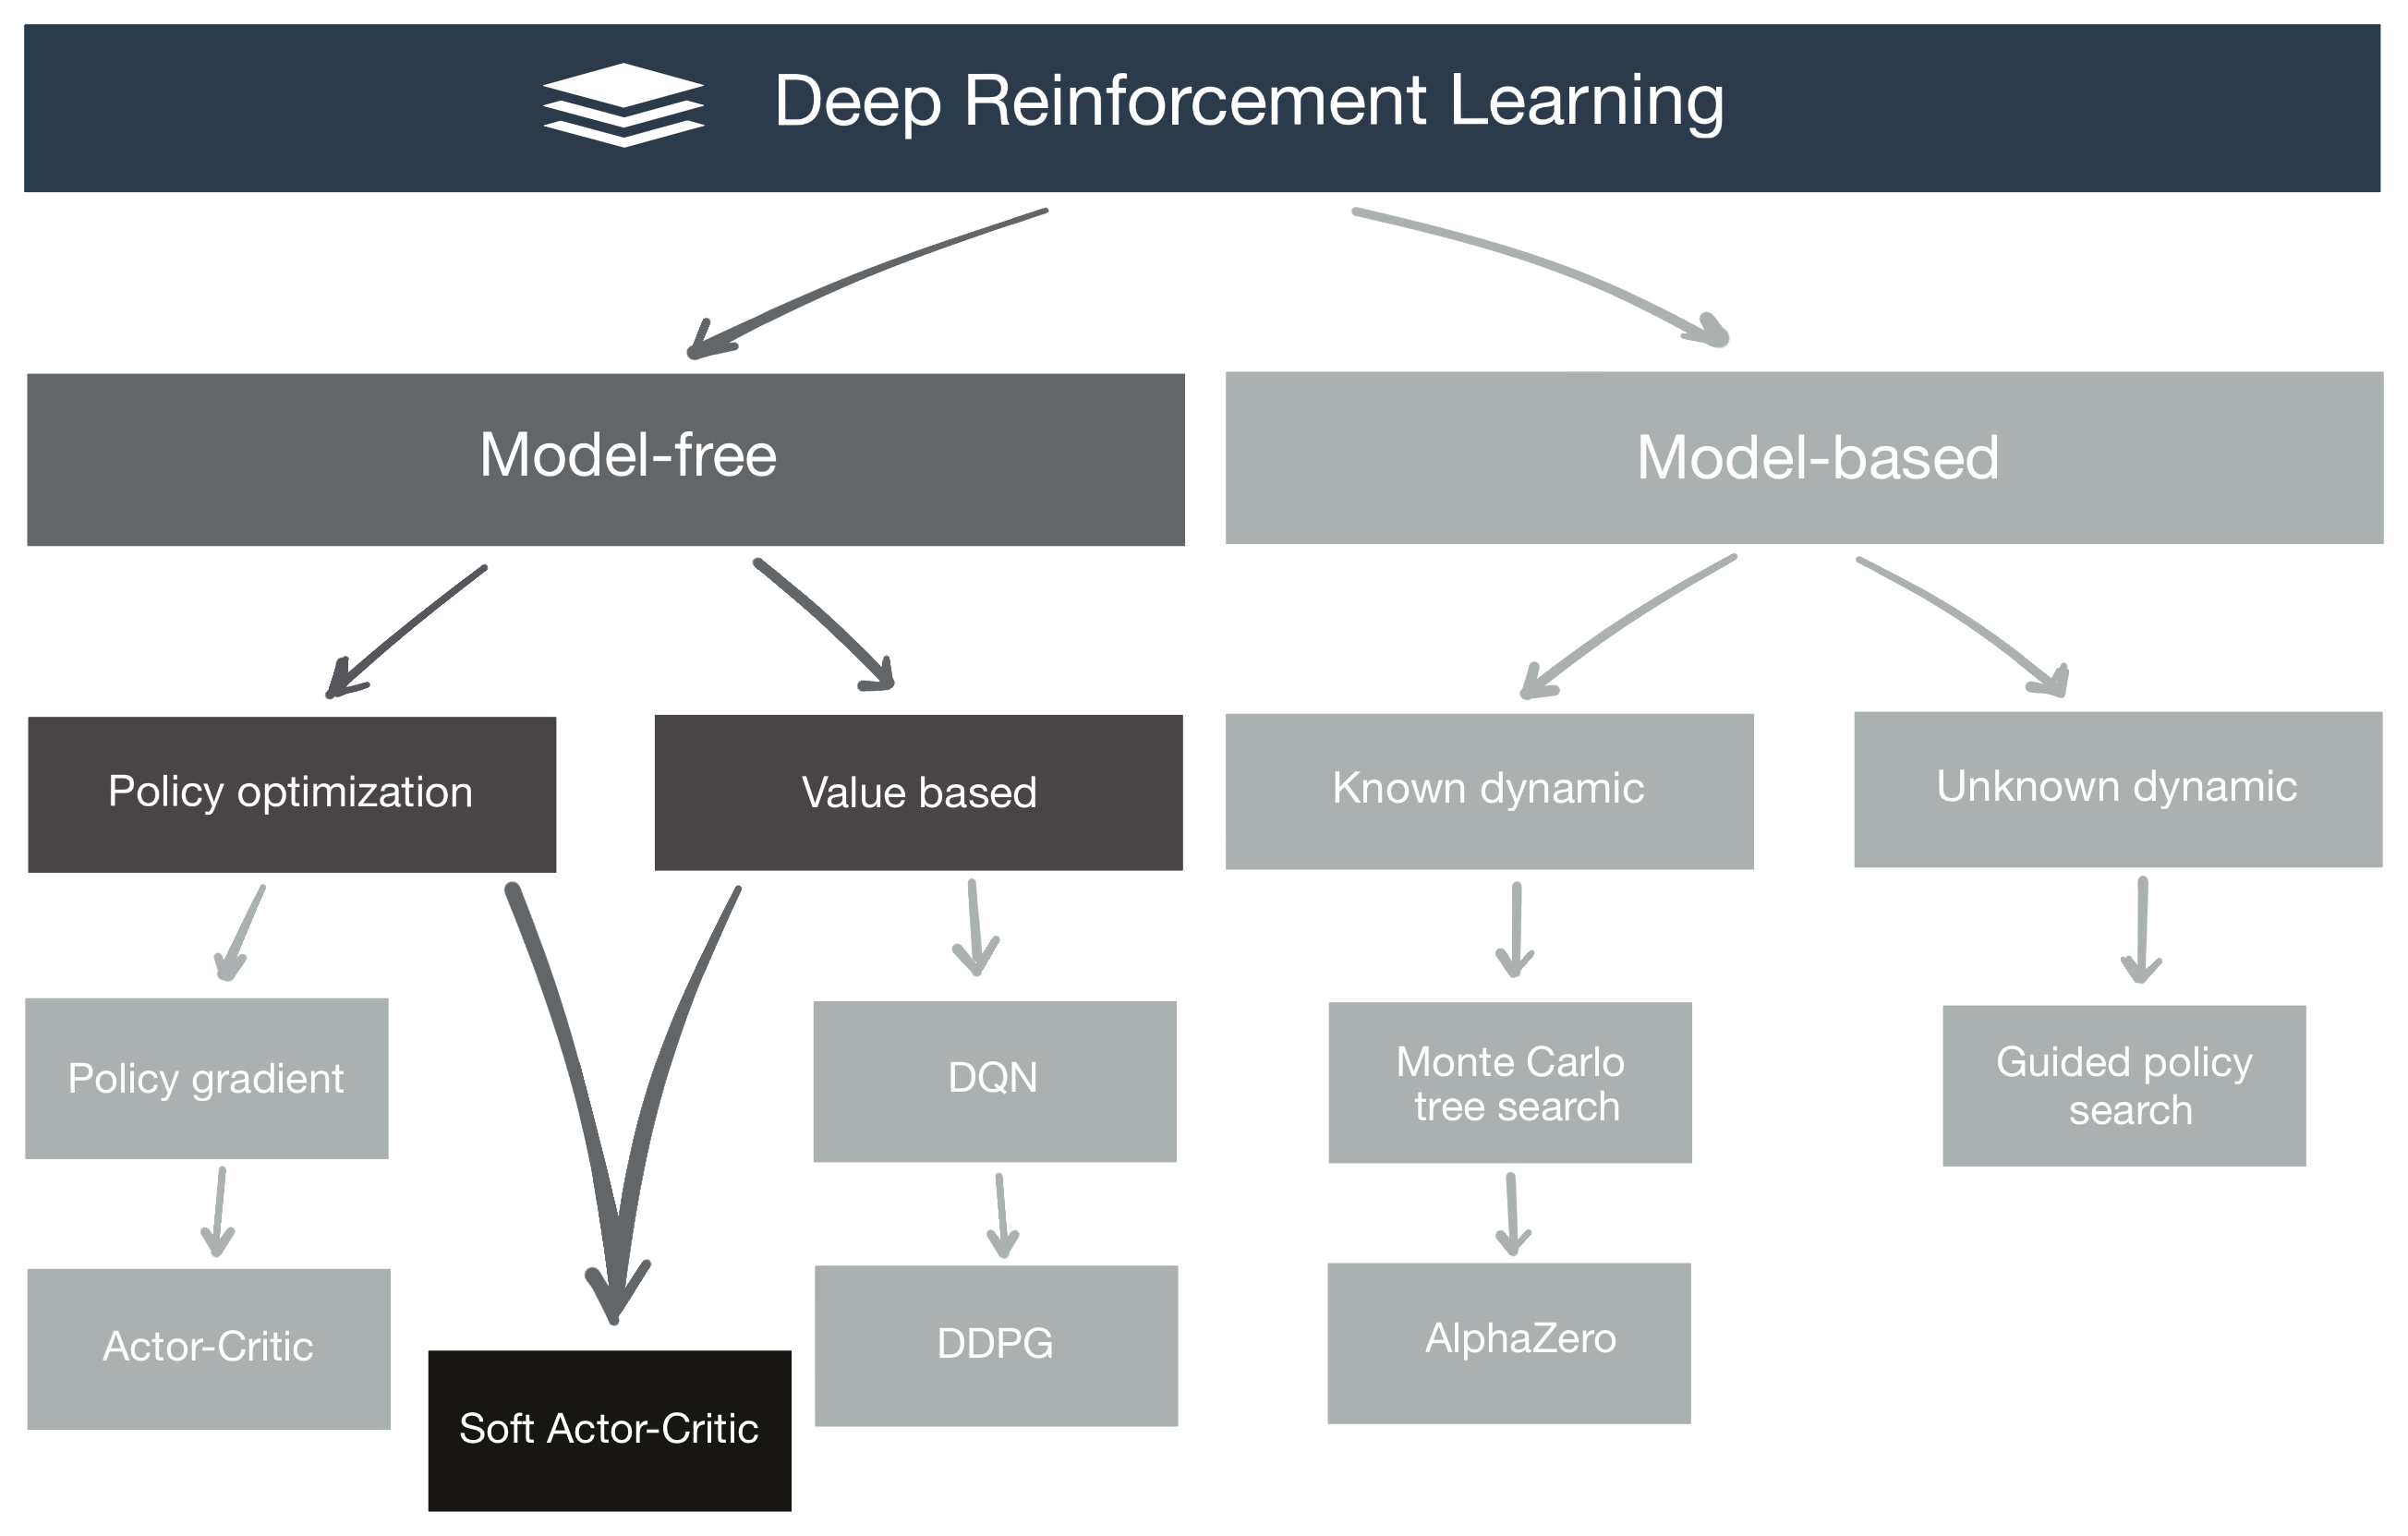 Deep Reinforcement Learning
Model-free
Model-based
Policy optimization
Value based
Known dynamic
Unknown dynamic
Policy gradient
DQN
Monte Carlo
tree search
Guided policy
search
Actor-Critic
Soft Actor-Critic
DDPG
AlphaZero